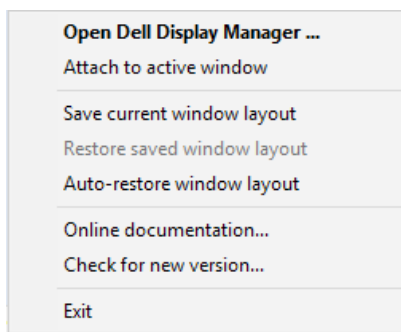 Open Dell Display Manager ...
Attach to active window
Save current window layout
Restore saved window layout
Auto-restore window layout
Online documentation...
Check for new version...
Exit